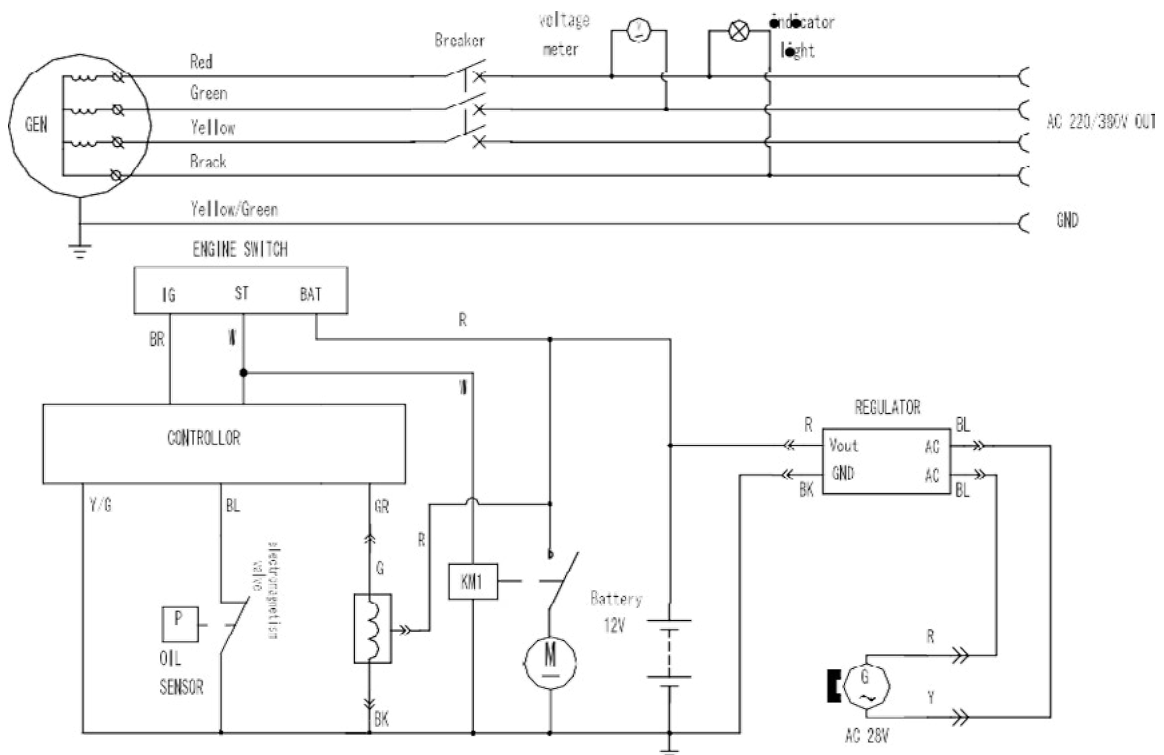 voltage
meter
V
indicator
light
Breaker
Red
Green
GEN
Yellow
Brack
AC 220/380V OUT
Yellow/Green
GND
ENGINE SWITCH
IG ST BAT
BR W R
W
CONTROLLOR
REGULATOR
R Vout AC BL
BK GND AC BL
Y/G BL GR
R
electromagnetism
valve
G
KM1
P
OIL
SENSOR
Battery
12V
M
BK
R
G
Y
AC 28V